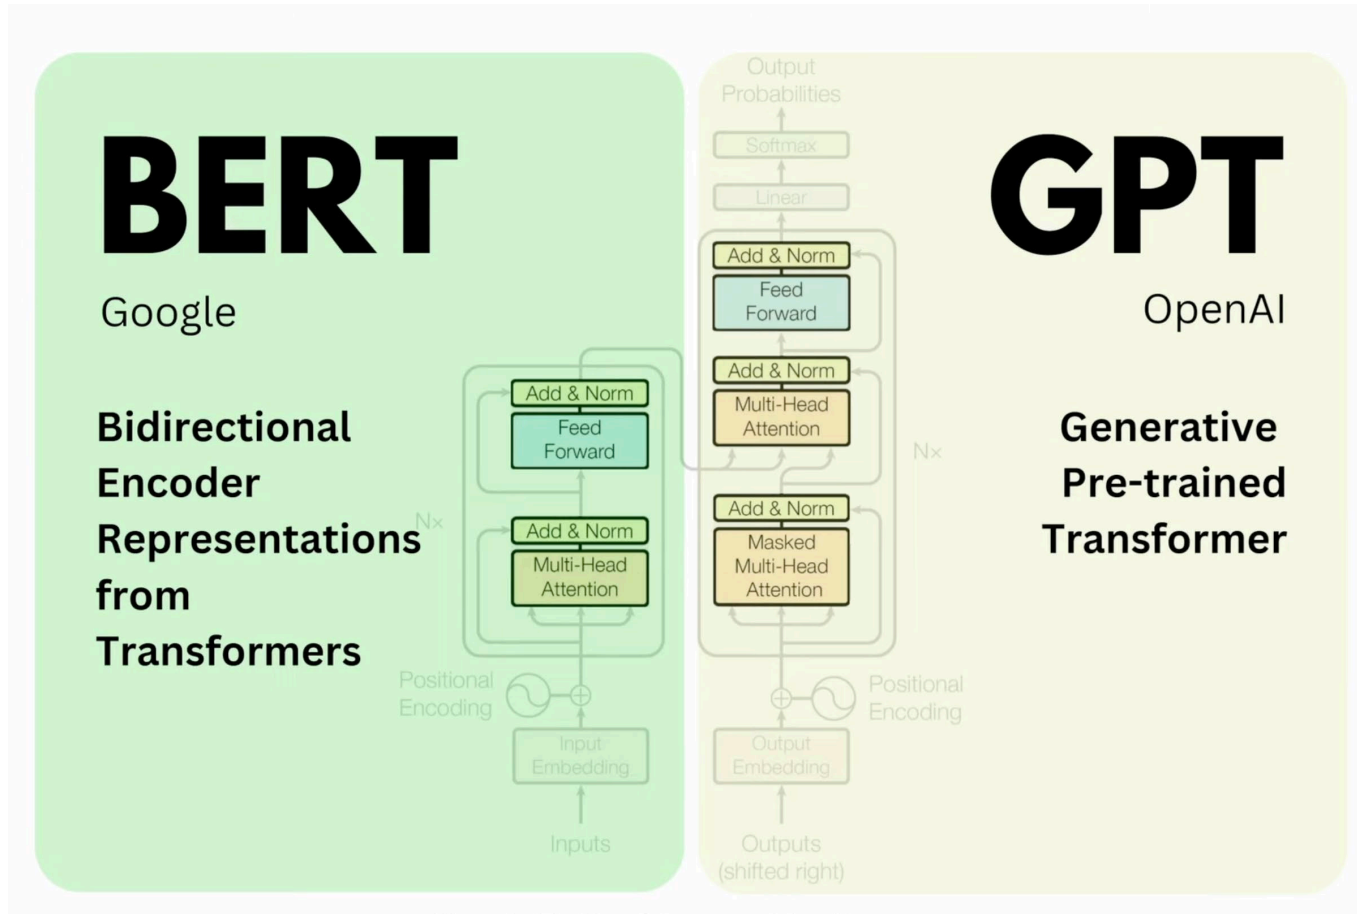 BERT
Google
Bidirectional
Encoder
Representations
from
Transformers
Add & Norm
Feed
Forward
Nx
Add & Norm
Multi-Head
Attention
Positional
Encoding
Input
Embedding
Inputs
Output
Probabilities
Softmax
Linear
Add & Norm
Feed
Forward
Add & Norm
Multi-Head
Attention
Nx
Add & Norm
Masked
Multi-Head
Attention
Positional
Encoding
Output
Embedding
Outputs
(shifted right)
GPT
OpenAI
Generative
Pre-trained
Transformer